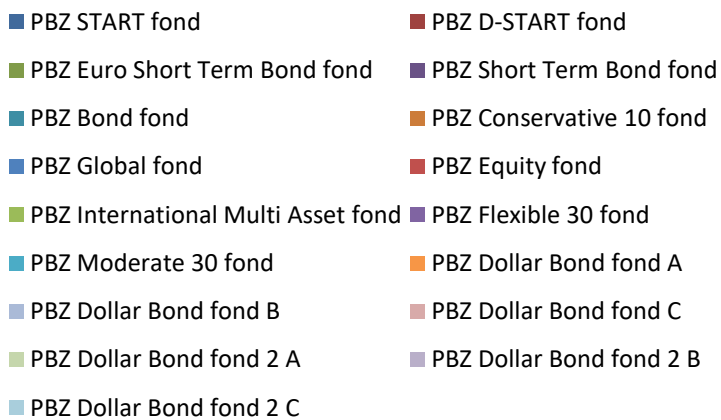 PBZ START fond
PBZ D-START fond
PBZ Euro Short Term Bond fond
PBZ Short Term Bond fond
PBZ Bond fond
PBZ Conservative 10 fond
PBZ Global fond
PBZ Equity fond
PBZ International Multi Asset fond
PBZ Flexible 30 fond
PBZ Moderate 30 fond
PBZ Dollar Bond fond A
PBZ Dollar Bond fond B
PBZ Dollar Bond fond C
PBZ Dollar Bond fond 2 A
PBZ Dollar Bond fond 2 B
PBZ Dollar Bond fond 2 C